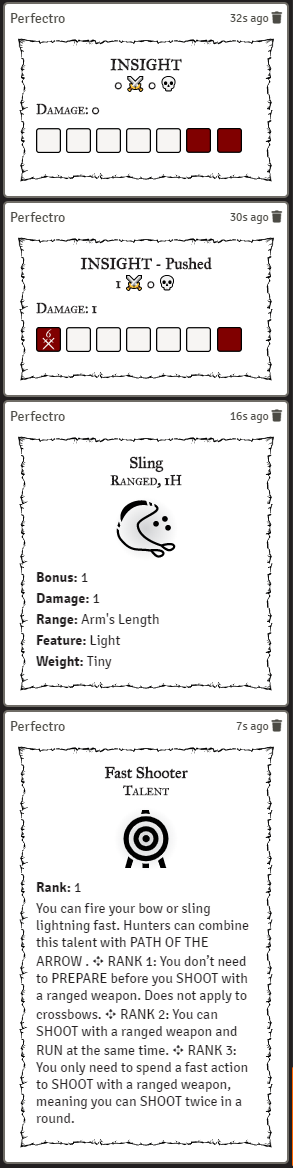 Perfectro 32s ago
INSIGHT
0 ⚔ 0 💀
Damage: 0
Perfectro 30s ago
INSIGHT - Pushed
1 ⚔ 0 💀
Damage: 1
6
Perfectro 16s ago
Sling
Ranged, 1H
Bonus: 1
Damage: 1
Range: Arm's Length
Feature: Light
Weight: Tiny
Perfectro 7s ago
Fast Shooter
Talent
Rank: 1
You can fire your bow or sling
lightning fast. Hunters can combine
this talent with PATH OF THE
ARROW . ✣ RANK 1: You don’t need
to PREPARE before you SHOOT with
a ranged weapon. Does not apply to
crossbows. ✣ RANK 2: You can
SHOOT with a ranged weapon and
RUN at the same time. ✣ RANK 3:
You only need to spend a fast action
to SHOOT with a ranged weapon,
meaning you can SHOOT twice in a
round.